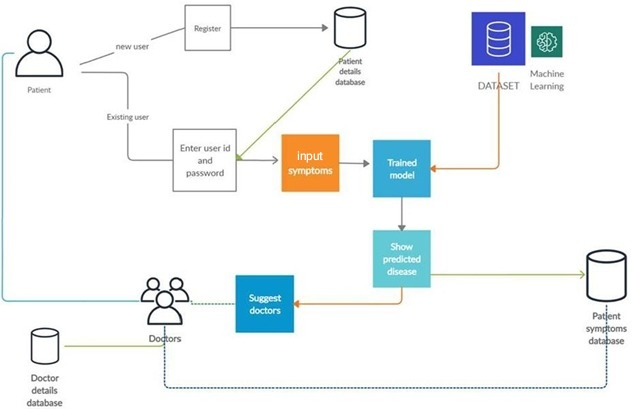 Register
new user
Patient
Patient
details
database
DATASET
Machine
Learning
Existing user
Enter user id
and
password
input
symptoms
Trained
model
Show
predicted
disease
Suggest
doctors
Doctors
Patient
symptoms
database
Doctor
details
database